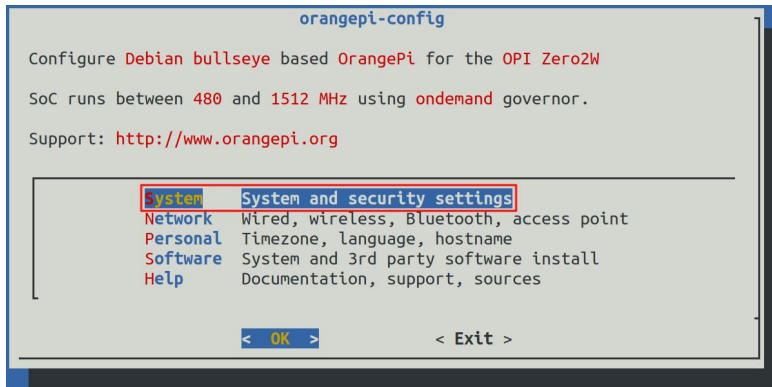 orangepi-config
Configure Debian bullseye based OrangePi for the OPI Zero2W
SoC runs between 480 and 1512 MHz using ondemand governor.
Support: http://www.orangepi.org
System System and security settings
Network Wired, wireless, Bluetooth, access point
Personal Timezone, language, hostname
Software System and 3rd party software install
Help Documentation, support, sources
< OK > < Exit >